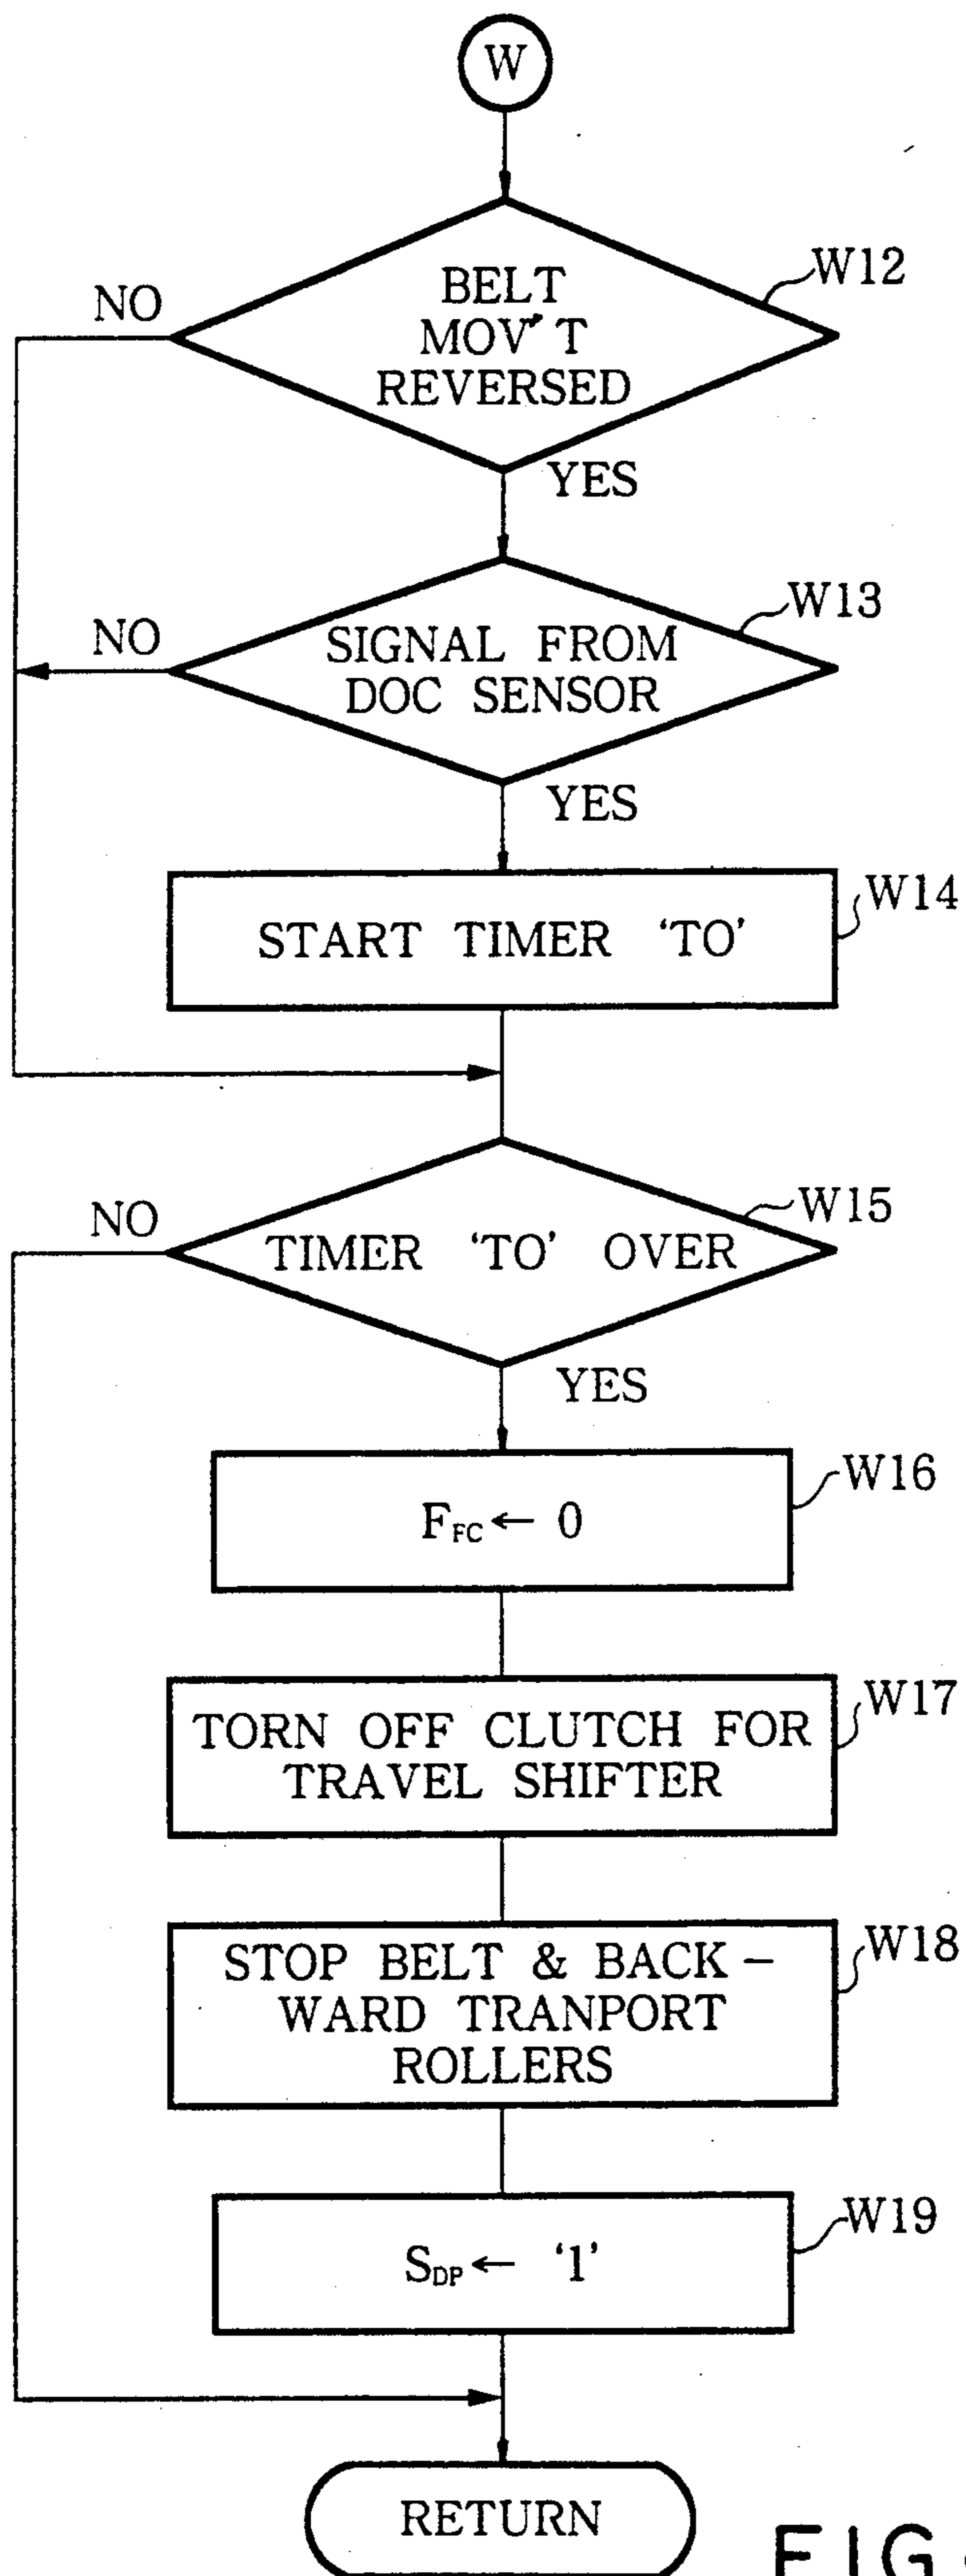 W
W12
BELT
MOV'T
REVERSED
NO
YES
W13
SIGNAL FROM
DOC SENSOR
NO
YES
W14
START TIMER ‘TO’
W15
TIMER ‘TO’ OVER
NO
YES
W16
FFC ← 0
W17
TORN OFF CLUTCH FOR
TRAVEL SHIFTER
W18
STOP BELT & BACK –
WARD TRANPORT
ROLLERS
W19
SDP ← ‘1’
RETURN
FIG